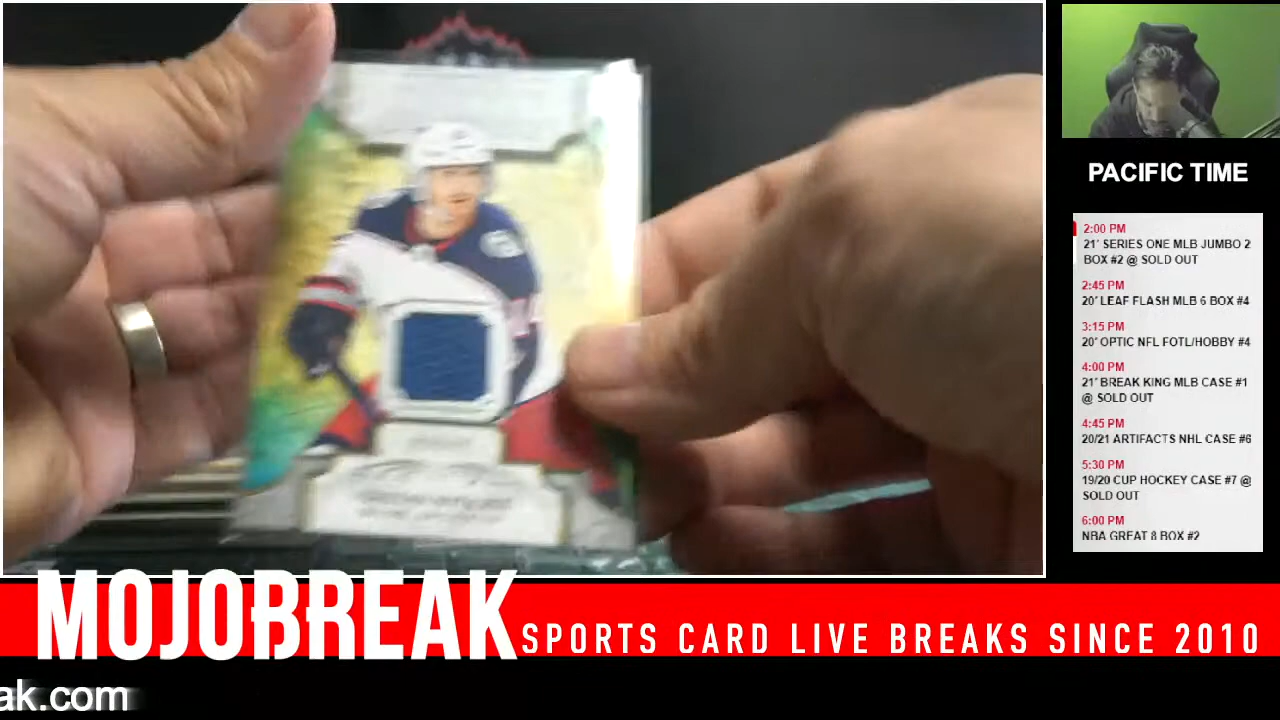 PACIFIC TIME
2:00 PM
21' SERIES ONE MLB JUMBO 2
BOX #2 @ SOLD OUT
2:45 PM
20' LEAF FLASH MLB 6 BOX #4
3:15 PM
20' OPTIC NFL FOTL/HOBBY #4
4:00 PM
21' BREAK KING MLB CASE #1
@ SOLD OUT
4:45 PM
20/21 ARTIFACTS NHL CASE #6
5:30 PM
19/20 CUP HOCKEY CASE #7 @
SOLD OUT
6:00 PM
NBA GREAT 8 BOX #2
MOJOBREAK
SPORTS CARD LIVE BREAKS SINCE 2010
ak.com